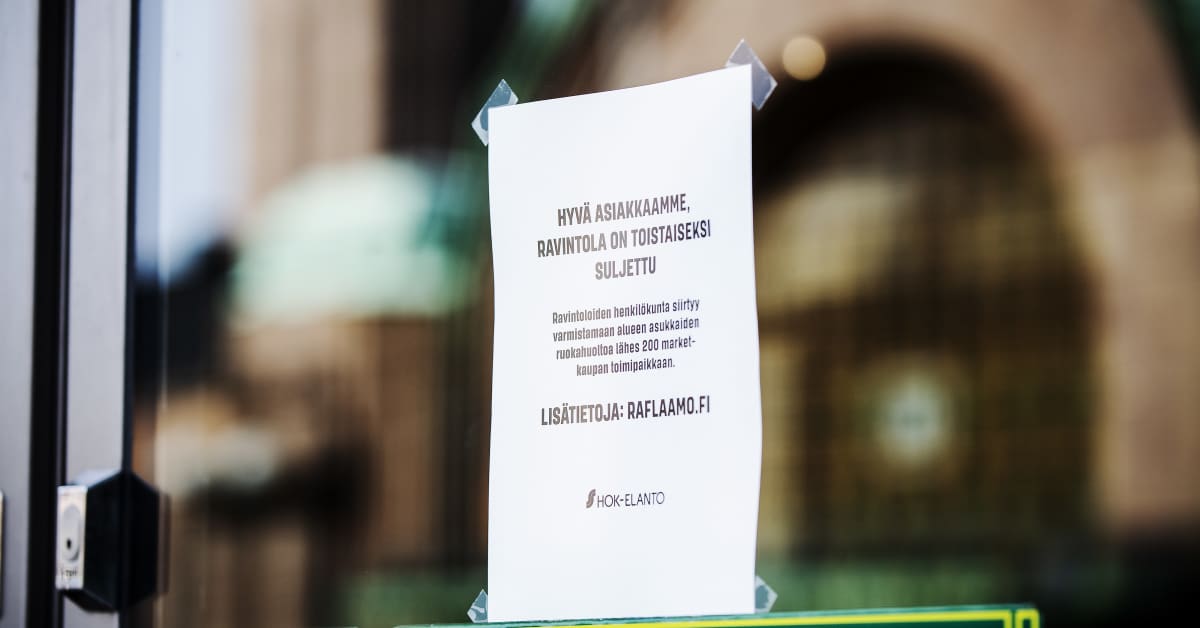 HYVÄ ASIAKKAAMME,
RAVINTOLA ON TOISTAISEKSI
SULJETTU
Ravintoloiden henkilökunta siirtyy
varmistamaan alueen asukkaiden
ruokahuoltoa lähes 200 market-
kaupan toimipaikkaan.
LISÄTIETOJA: RAFLAAMO.FI
HOK-ELANTO